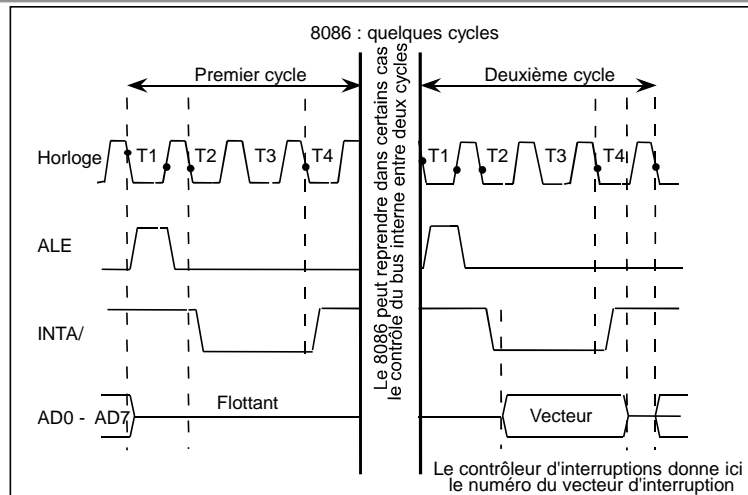 8086 : quelques cycles
Premier cycle
Deuxième cycle
Le 8086 peut reprendre dans certains cas
le contrôle du bus interne entre deux cycles
Horloge
T1
T2
T3
T4
T1
T2
T3
T4
ALE
INTA/
AD0 - AD7
Flottant
Vecteur
Le contrôleur d'interruptions donne ici
le numéro du vecteur d'interruption